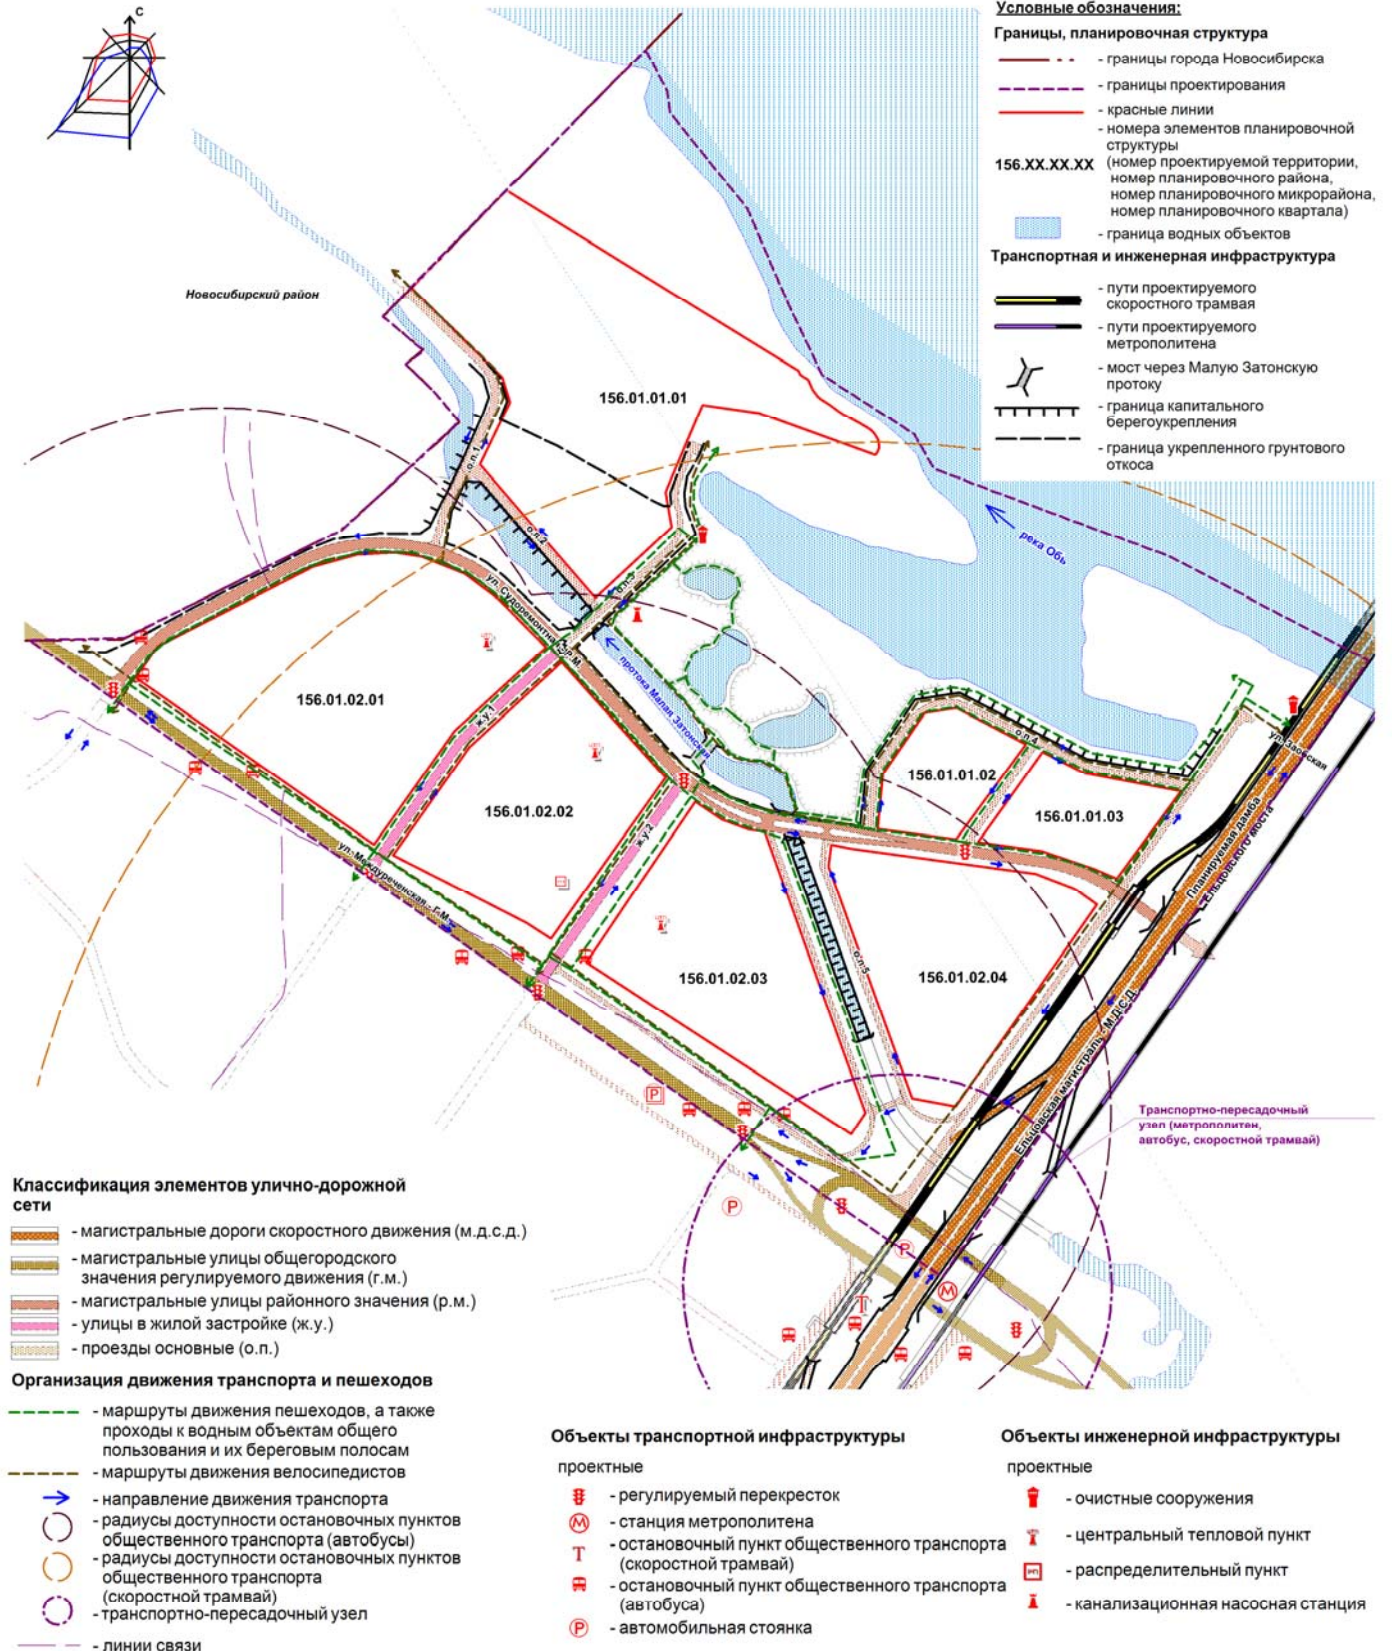 С
Условные обозначения:
Границы, планировочная структура
- границы города Новосибирска
- границы проектирования
- красные линии
- номера элементов планировочной
структуры
156.XX.XX.XX (номер проектируемой территории,
номер планировочного района,
номер планировочного микрорайона,
номер планировочного квартала)
- граница водных объектов
Транспортная и инженерная инфраструктура
- пути проектируемого
скоростного трамвая
- пути проектируемого
метрополитена
- мост через Малую Затонскую
протоку
- граница капитального
берегоукрепления
- граница укрепленного грунтового
откоса
Новосибирский район
156.01.01.01
о.п.1
о.п.2
о.п.3
река Обь
ул. Судоремонтная - Р.М.
протока Малая Затонская
156.01.02.01
ж.у.1
156.01.02.02
ж.у.2
156.01.01.02
о.п.4
156.01.01.03
ул. Заобская
ул. Междуреченская - Г.М.
156.01.02.03
о.п.5
156.01.02.04
Планируемая дамба
Ельцовского моста
Ельцовская магистраль - М.Д.С.Д.
Р
Транспортно-пересадочный
узел (метрополитен,
автобус, скоростной трамвай)
Р
Р
М
Т
Классификация элементов улично-дорожной
сети
- магистральные дороги скоростного движения (м.д.с.д.)
- магистральные улицы общегородского
значения регулируемого движения (г.м.)
- магистральные улицы районного значения (р.м.)
- улицы в жилой застройке (ж.у.)
- проезды основные (о.п.)
Организация движения транспорта и пешеходов
- маршруты движения пешеходов, а также
проходы к водным объектам общего
пользования и их береговым полосам
- маршруты движения велосипедистов
- направление движения транспорта
- радиусы доступности остановочных пунктов
общественного транспорта (автобусы)
- радиусы доступности остановочных пунктов
общественного транспорта
(скоростной трамвай)
- транспортно-пересадочный узел
- линии связи
Объекты транспортной инфраструктуры
проектные
- регулируемый перекресток
М - станция метрополитена
Т - остановочный пункт общественного транспорта
(скоростной трамвай)
- остановочный пункт общественного транспорта
(автобуса)
Р - автомобильная стоянка
Объекты инженерной инфраструктуры
проектные
- очистные сооружения
- центральный тепловой пункт
- распределительный пункт
- канализационная насосная станция